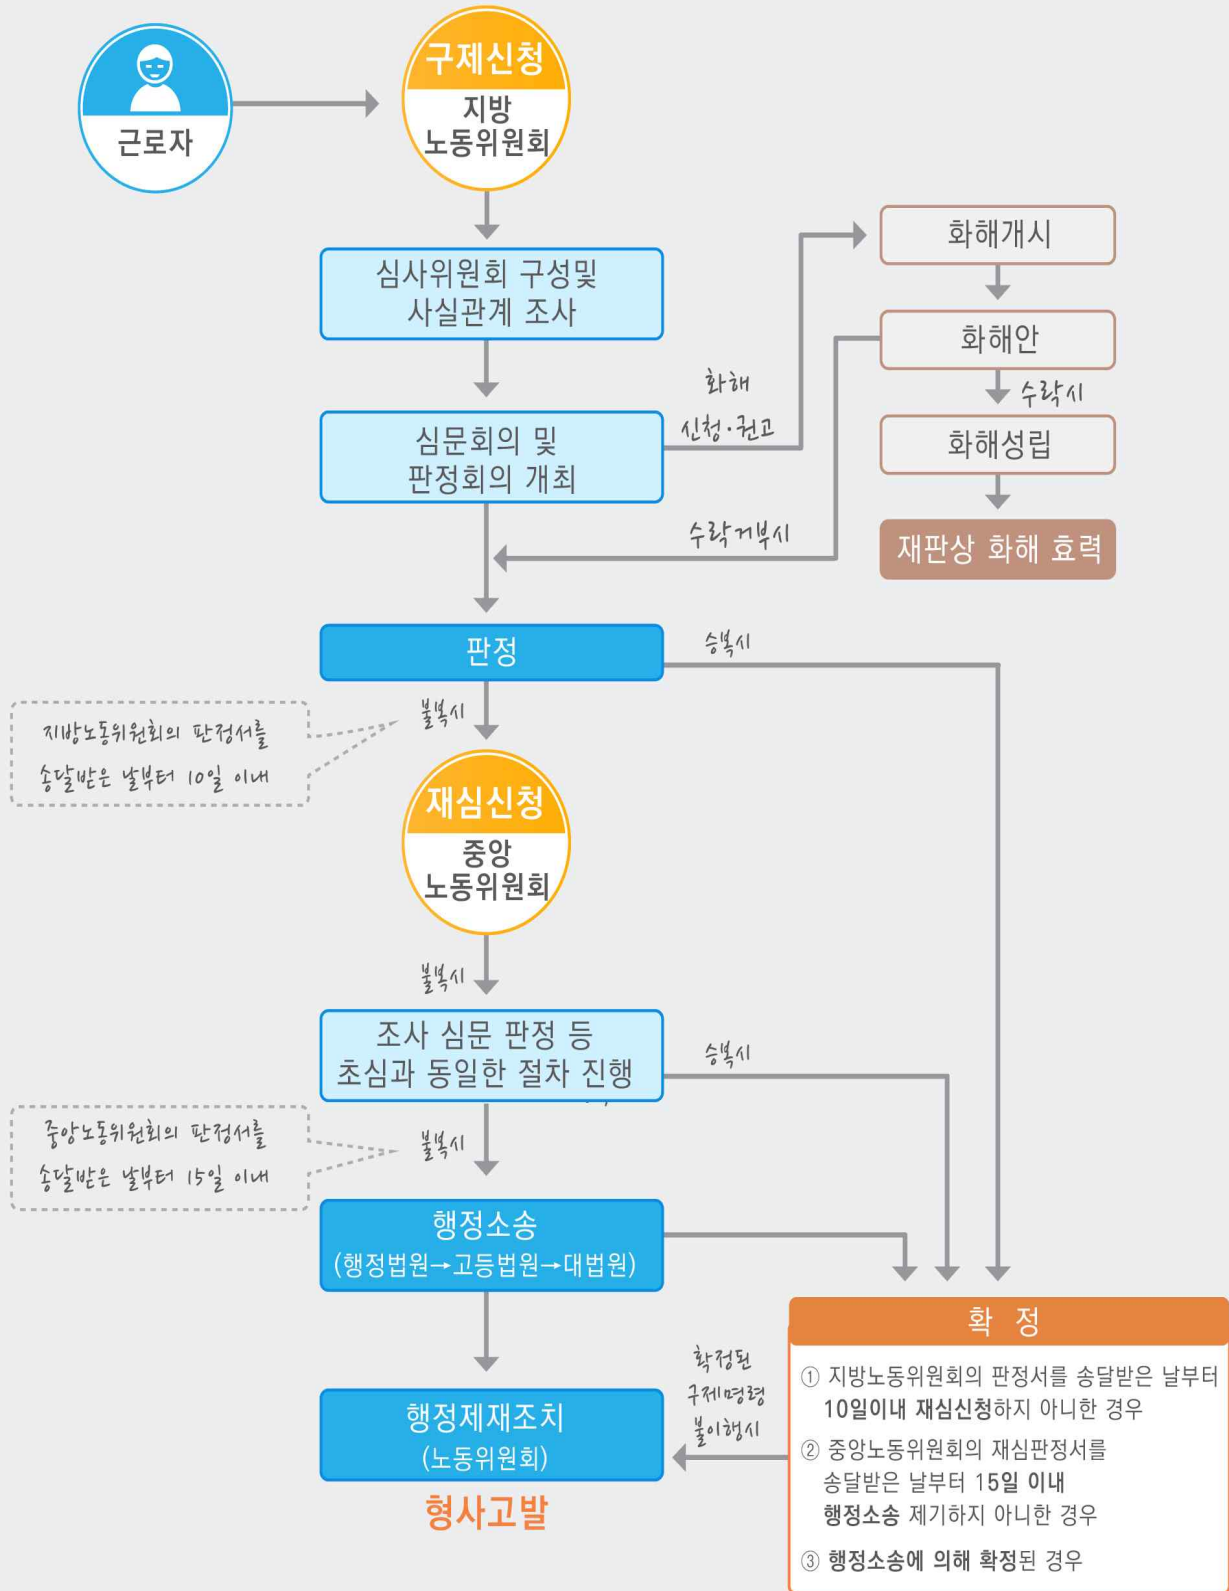 근로자
구제신청
지방
노동위원회
심사위원회 구성및
사실관계 조사
심문회의 및
판정회의 개최
화해
신청·권고
화해개시
화해안
수락시
화해성립
재판상 화해 효력
수락거부시
판정
승복시
불복시
지방노동위원회의 판정서를
송달받은 날부터 10일 이내
재심신청
중앙
노동위원회
불복시
조사 심문 판정 등
초심과 동일한 절차 진행
승복시
불복시
중앙노동위원회의 판정서를
송달받은 날부터 15일 이내
행정소송
(행정법원→고등법원→대법원)
행정제재조치
(노동위원회)
형사고발
확정된
구제명령
불이행시
확 정
① 지방노동위원회의 판정서를 송달받은 날부터
10일이내 재심신청하지 아니한 경우
② 중앙노동위원회의 재심판정서를
송달받은 날부터 15일 이내
행정소송 제기하지 아니한 경우
③ 행정소송에 의해 확정된 경우